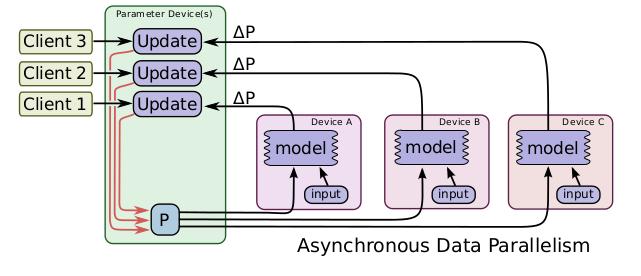 Parameter Device(s)
Client 3
Update
ΔP
Client 2
Update
ΔP
Client 1
Update
ΔP
Device A
Device B
Device C
model
model
model
input
input
input
P
Asynchronous Data Parallelism